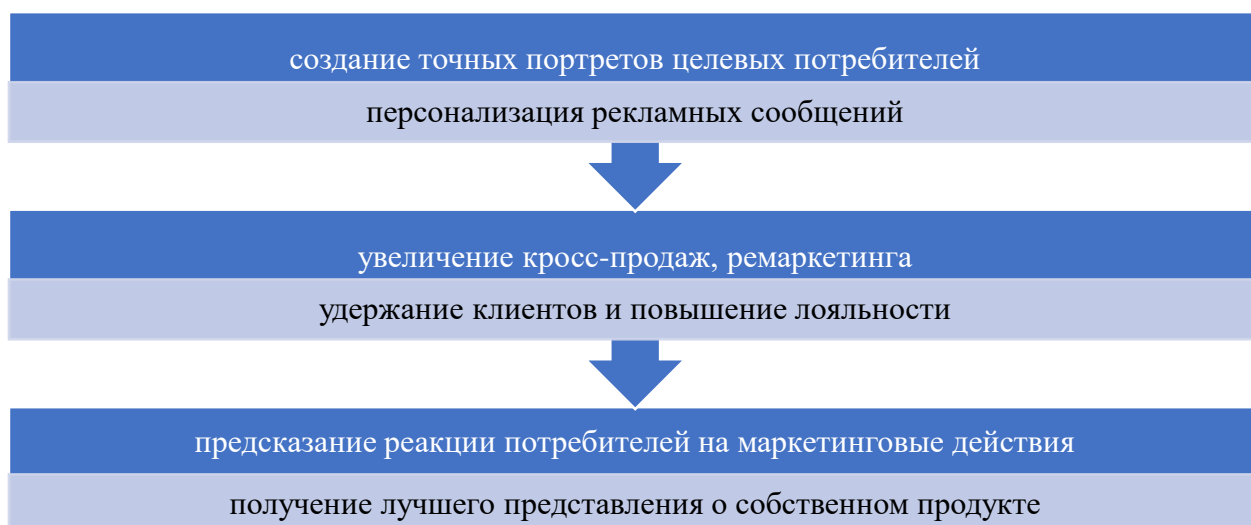 создание точных портретов целевых потребителей
персонализация рекламных сообщений
увеличение кросс-продаж, ремаркетинга
удержание клиентов и повышение лояльности
предсказание реакции потребителей на маркетинговые действия
получение лучшего представления о собственном продукте